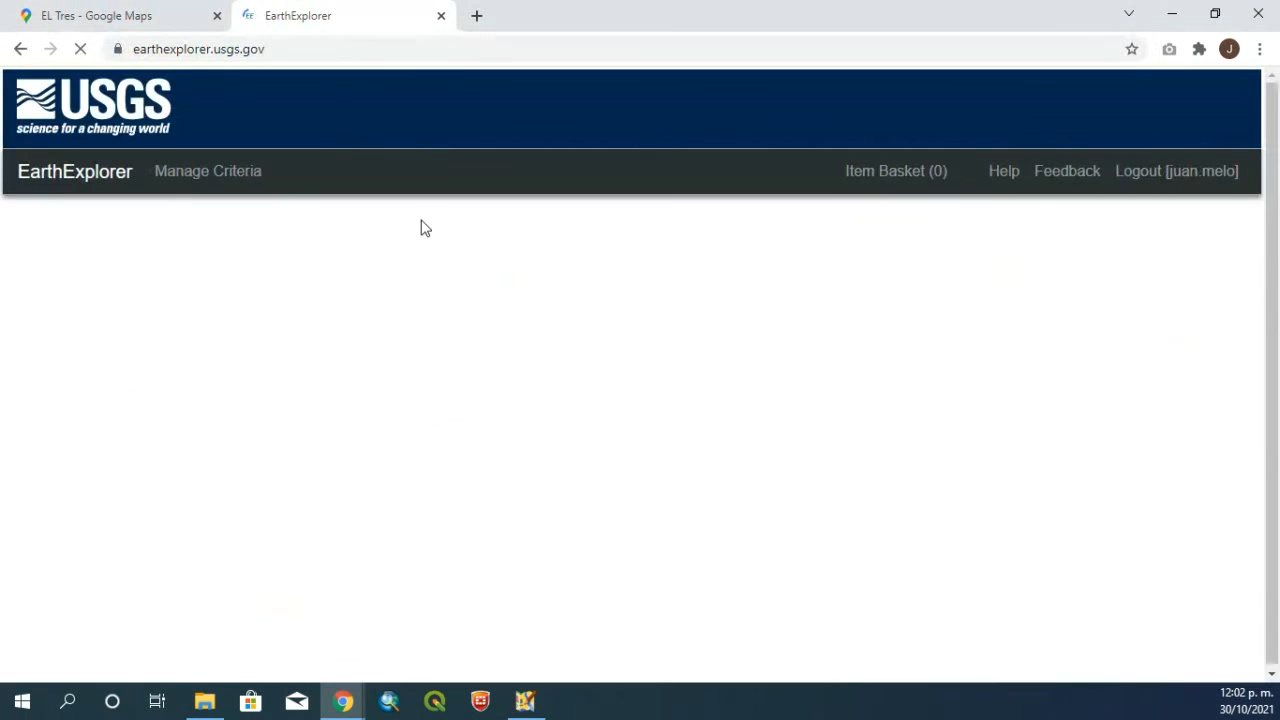 EL Tres - Google Maps
EarthExplorer
earthexplorer.usgs.gov
J
USGS
science for a changing world
EarthExplorer
Manage Criteria
Item Basket (0)
Help
Feedback
Logout [juan.melo]
12:02 p. m.
30/10/2021